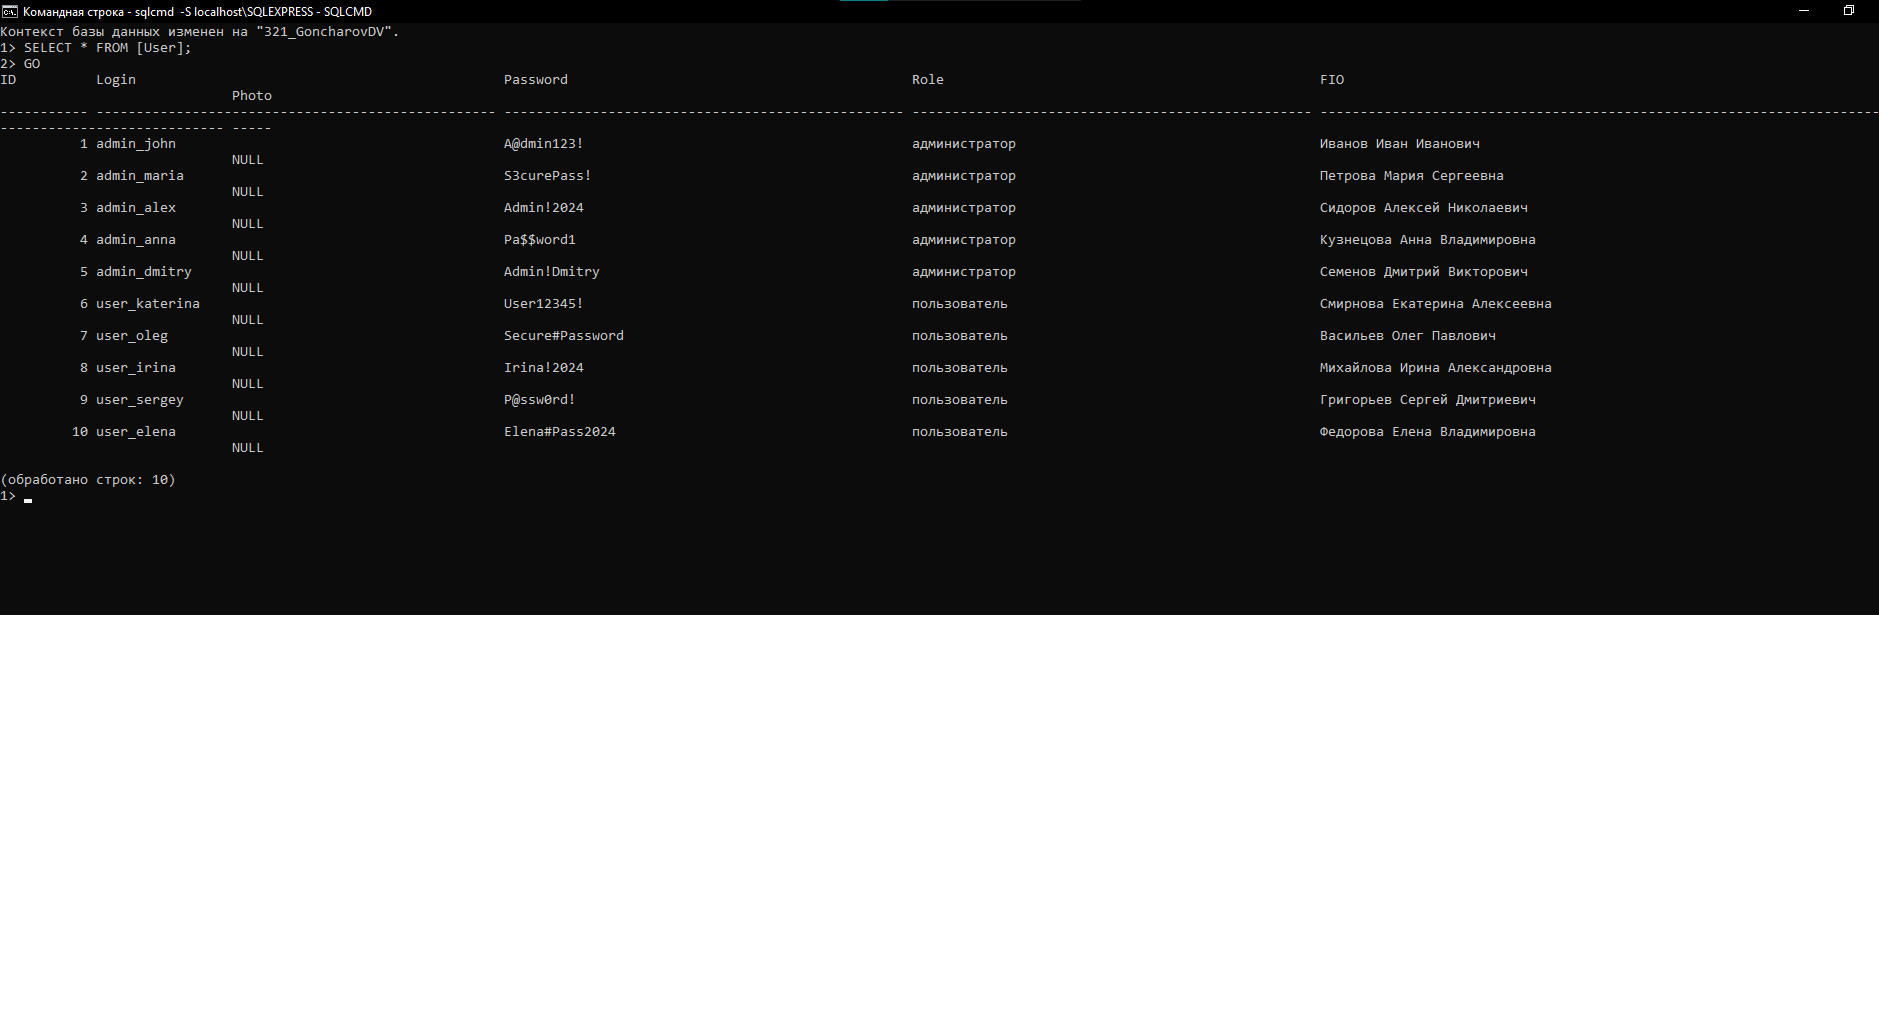 Командная строка - sqlcmd -S localhost\SQLEXPRESS - SQLCMD
Контекст базы данных изменен на "321_GoncharovDV".
1> SELECT * FROM [User];
2> GO
ID Login Password Role FIO
Photo
----------- -------------------------------------------------- -------------------------------------------------- -------------------------------------------------- ----------------------------------------------------------------------
---------------------------- -----
1 admin_john A@dmin123! администратор Иванов Иван Иванович
NULL
2 admin_maria S3curePass! администратор Петрова Мария Сергеевна
NULL
3 admin_alex Admin!2024 администратор Сидоров Алексей Николаевич
NULL
4 admin_anna Pa$$word1 администратор Кузнецова Анна Владимировна
NULL
5 admin_dmitry Admin!Dmitry администратор Семенов Дмитрий Викторович
NULL
6 user_katerina User12345! пользователь Смирнова Екатерина Алексеевна
NULL
7 user_oleg Secure#Password пользователь Васильев Олег Павлович
NULL
8 user_irina Irina!2024 пользователь Михайлова Ирина Александровна
NULL
9 user_sergey P@ssw0rd! пользователь Григорьев Сергей Дмитриевич
NULL
10 user_elena Elena#Pass2024 пользователь Федорова Елена Владимировна
NULL
(обработано строк: 10)
1>